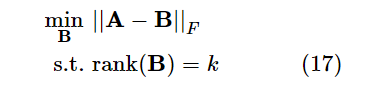 min ||A − B||_F
B
s.t. rank(B) = k (17)